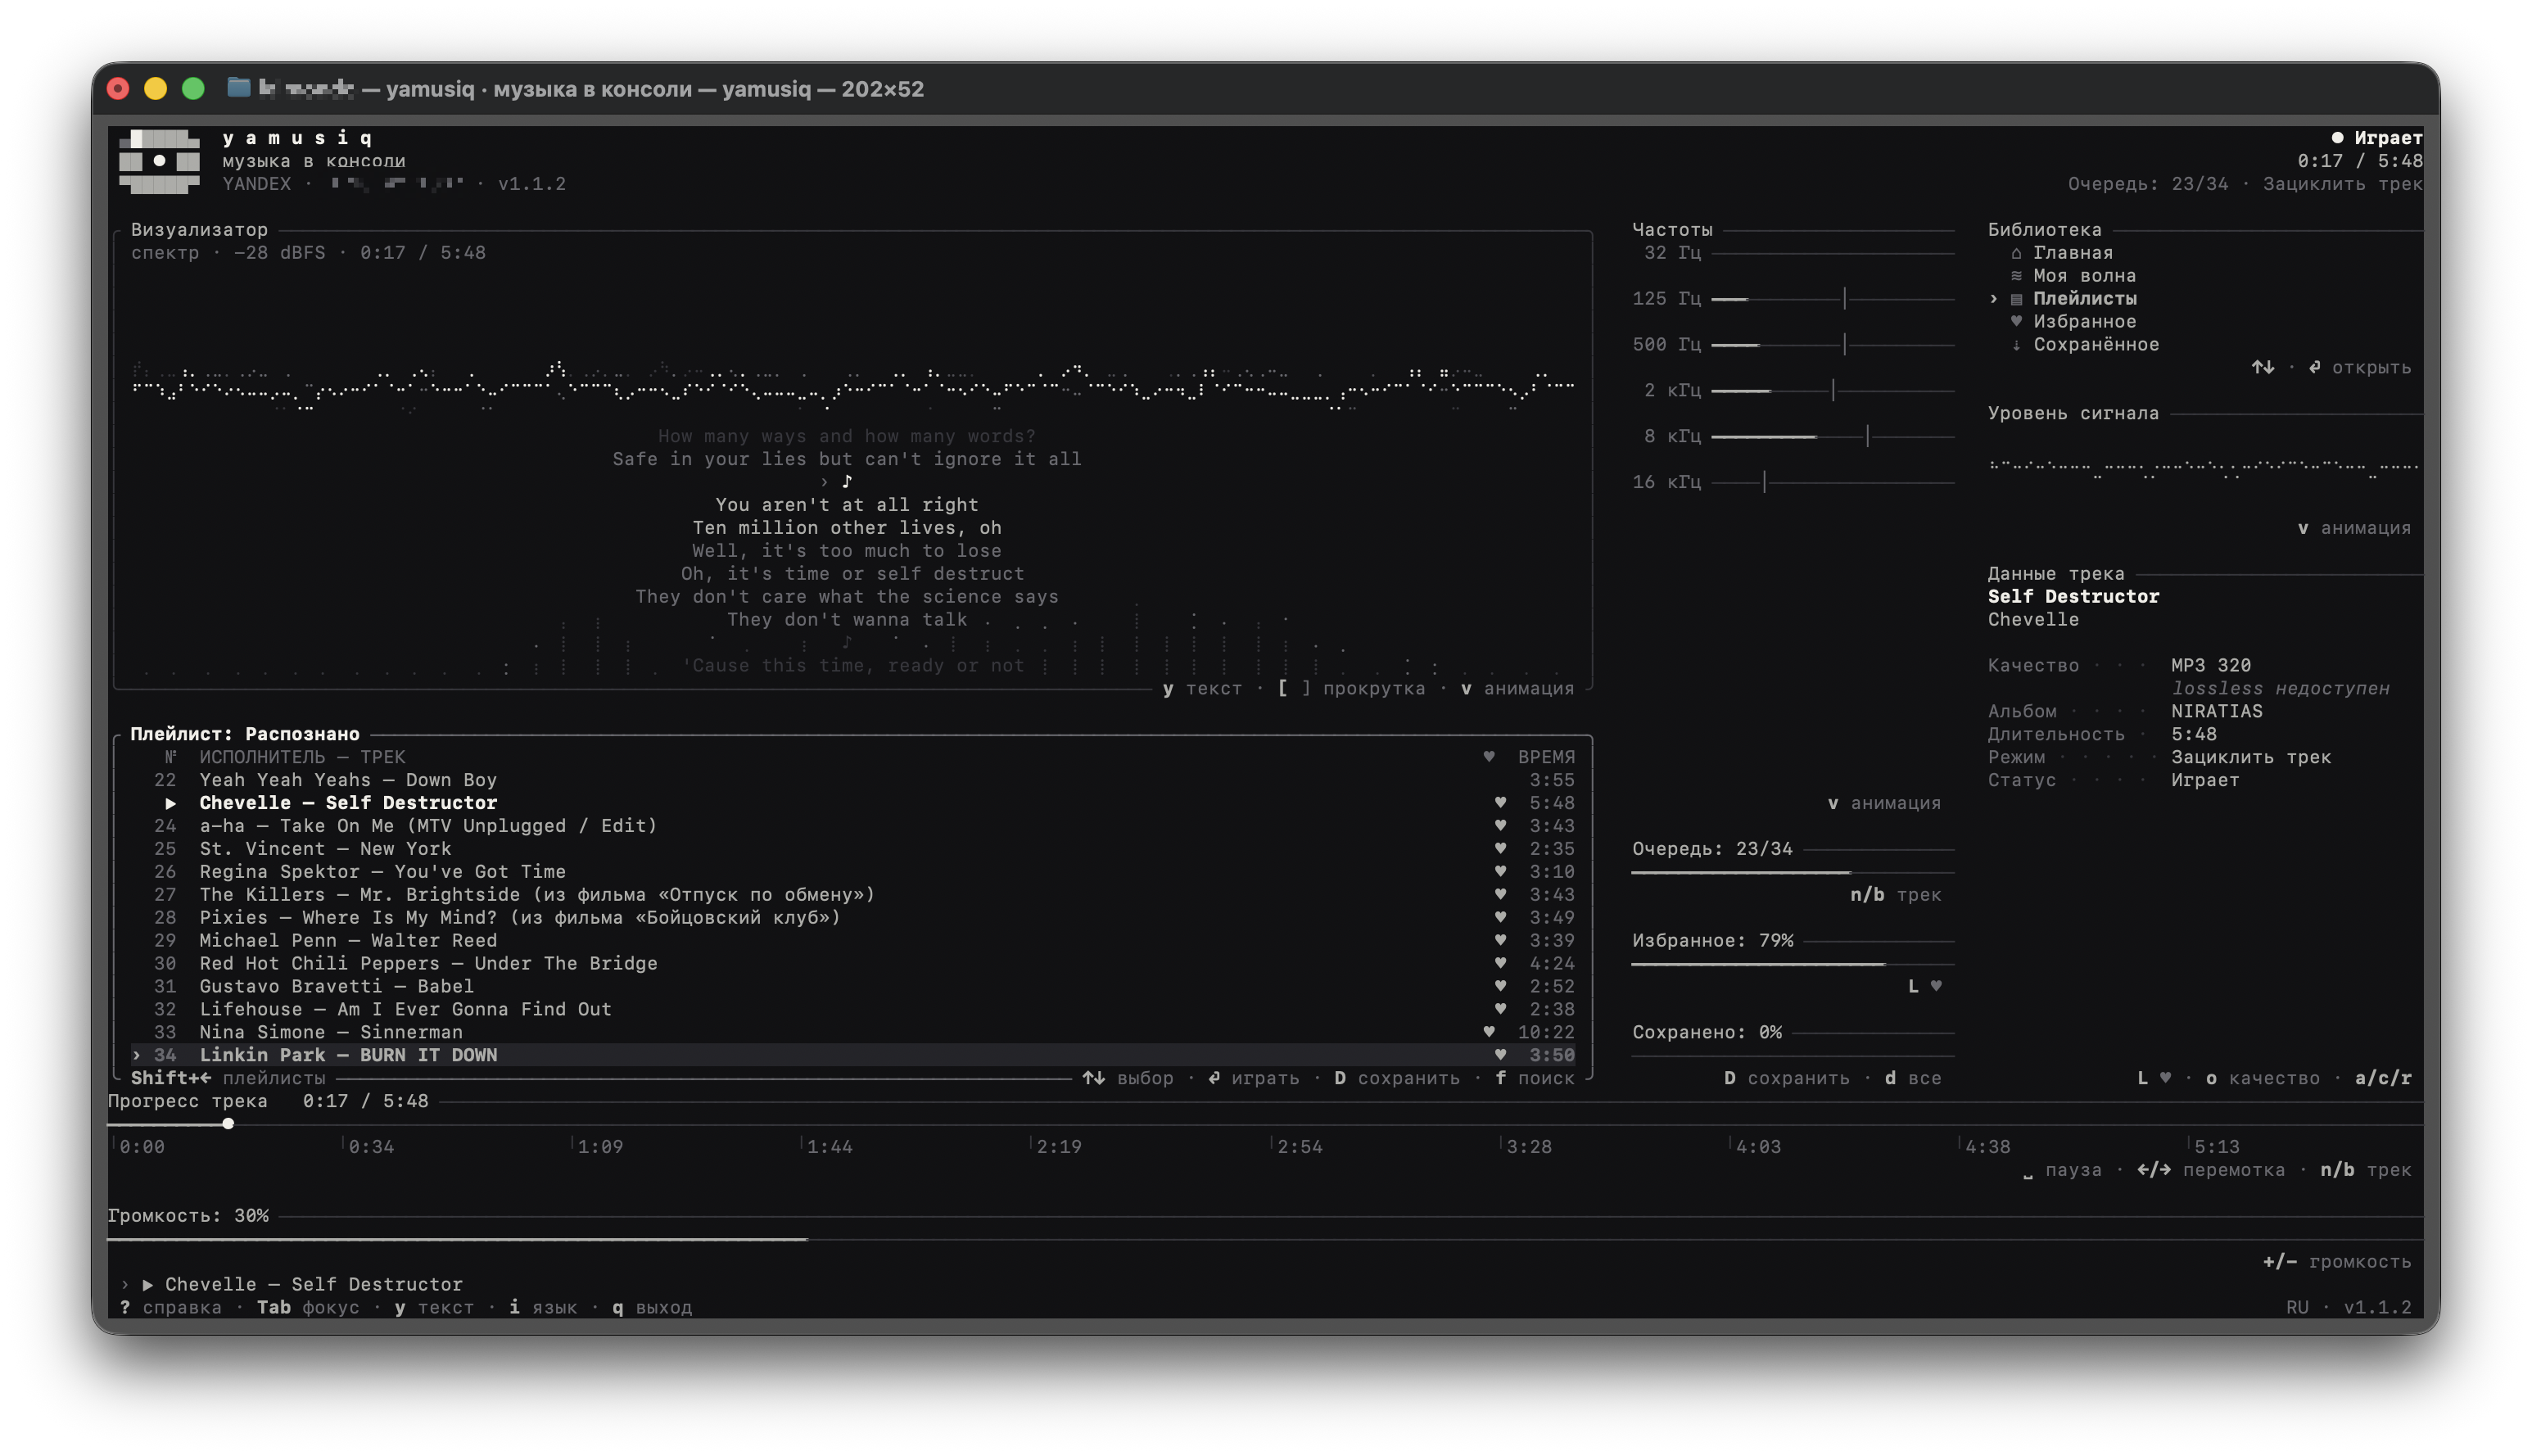 — yamusiq · музыка в консоли — yamusiq — 202×52
yamusiq
музыка в консоли
YANDEX · · v1.1.2
● Играет
0:17 / 5:48
Очередь: 23/34 · Зациклить трек
Визуализатор
спектр · −28 dBFS · 0:17 / 5:48
How many ways and how many words?
Safe in your lies but can't ignore it all
› ♪
You aren't at all right
Ten million other lives, oh
Well, it's too much to lose
Oh, it's time or self destruct
They don't care what the science says
They don't wanna talk
♪
'Cause this time, ready or not
y текст · [ ] прокрутка · v анимация
Частоты
32 Гц
125 Гц
500 Гц
2 кГц
8 кГц
16 кГц
v анимация
Библиотека
⌂ Главная
≋ Моя волна
› ▤ Плейлисты
♥ Избранное
↓ Сохранённое
↑↓ · ↲ открыть
Уровень сигнала
v анимация
Данные трека
Self Destructor
Chevelle
Качество · · · MP3 320
lossless недоступен
Альбом · · · · NIRATIAS
Длительность · 5:48
Режим · · · · · Зациклить трек
Статус · · · · Играет
Плейлист: Распознано
№ ИСПОЛНИТЕЛЬ — ТРЕК ♥ ВРЕМЯ
22 Yeah Yeah Yeahs — Down Boy 3:55
▶ Chevelle — Self Destructor ♥ 5:48
24 a-ha — Take On Me (MTV Unplugged / Edit) ♥ 3:43
25 St. Vincent — New York ♥ 2:35
26 Regina Spektor — You've Got Time ♥ 3:10
27 The Killers — Mr. Brightside (из фильма «Отпуск по обмену») ♥ 3:43
28 Pixies — Where Is My Mind? (из фильма «Бойцовский клуб») ♥ 3:49
29 Michael Penn — Walter Reed ♥ 3:39
30 Red Hot Chili Peppers — Under The Bridge ♥ 4:24
31 Gustavo Bravetti — Babel ♥ 2:52
32 Lifehouse — Am I Ever Gonna Find Out ♥ 2:38
33 Nina Simone — Sinnerman ♥ 10:22
› 34 Linkin Park — BURN IT DOWN ♥ 3:50
Shift+← плейлисты
↑↓ выбор · ↲ играть · D сохранить · f поиск
Очередь: 23/34
n/b трек
Избранное: 79%
L ♥
Сохранено: 0%
D сохранить · d все
L ♥ · o качество · a/c/r
Прогресс трека 0:17 / 5:48
0:00 0:34 1:09 1:44 2:19 2:54 3:28 4:03 4:38 5:13
␣ пауза · ←/→ перемотка · n/b трек
Громкость: 30%
+/− громкость
› ▶ Chevelle — Self Destructor
? справка · Tab фокус · y текст · i язык · q выход
RU · v1.1.2